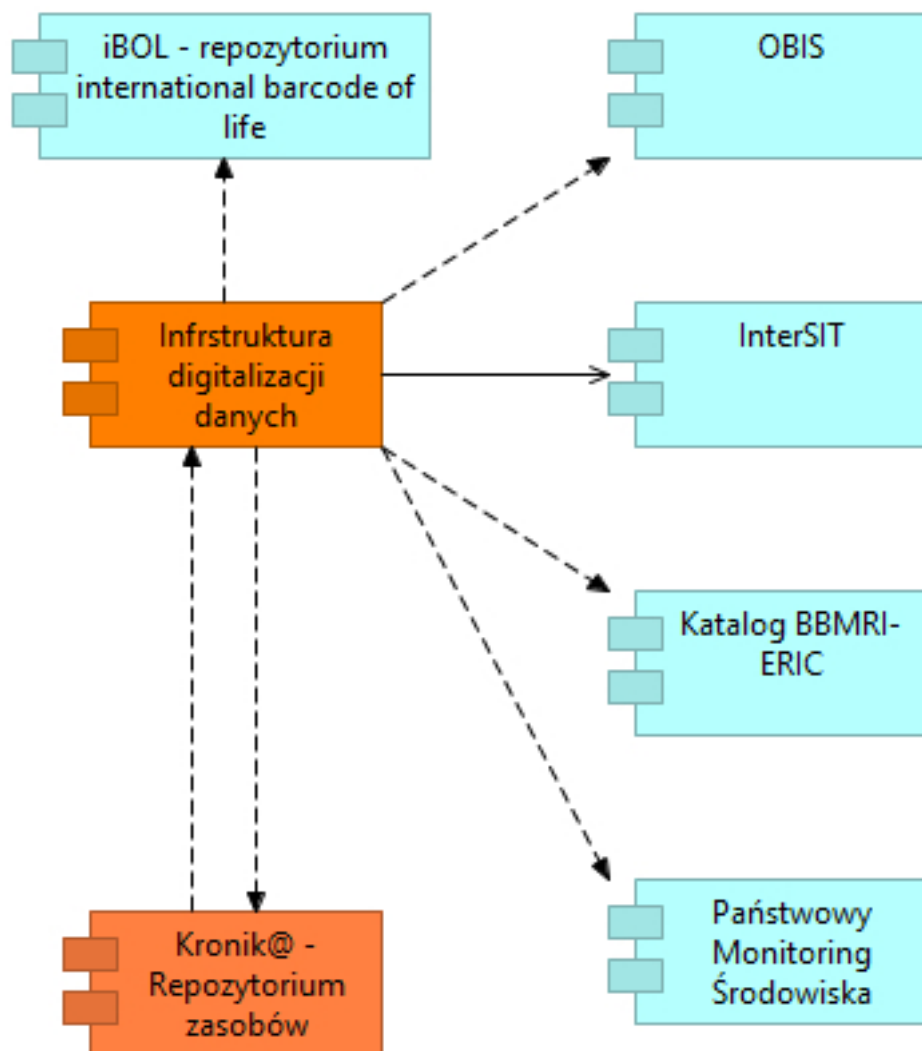 iBOL - repozytorium
international barcode of
life
OBIS
Infrstruktura
digitalizacji
danych
InterSIT
Katalog BBMRI-
ERIC
Kronik@ -
Repozytorium
zasobów
Państwowy
Monitoring
Środowiska